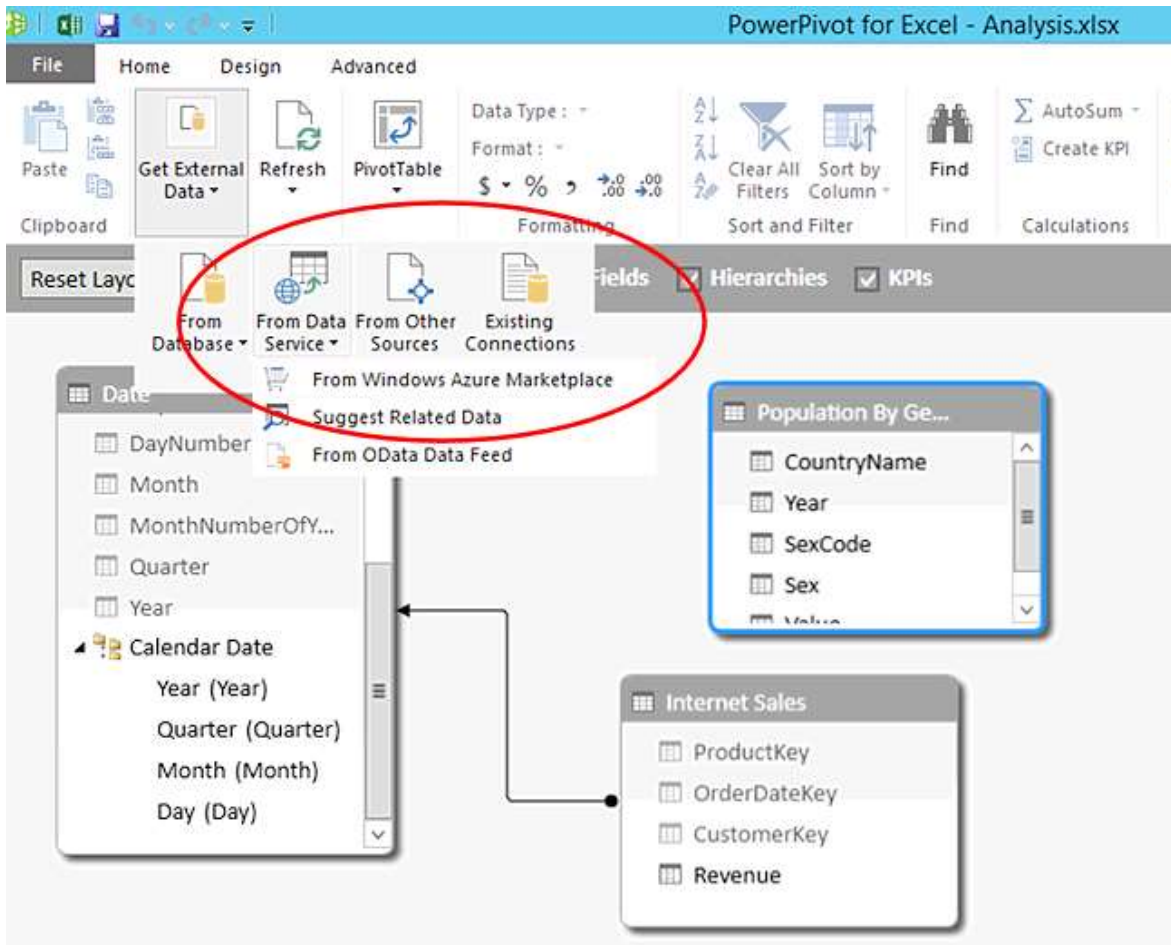 PowerPivot for Excel - Analysis.xlsx
File Home Design Advanced
Paste
Get External Data
Refresh
PivotTable
Data Type :
Format :
$ % , .00 .00
Clear All Filters
Sort by Column
Find
AutoSum
Create KPI
Clipboard
Formatting
Sort and Filter
Find
Calculations
Reset Layo
Fields
Hierarchies
KPIs
From Database
From Data Service
From Other Sources
Existing Connections
From Windows Azure Marketplace
Suggest Related Data
From OData Data Feed
Date
DayNumber
Month
MonthNumberOfY...
Quarter
Year
Calendar Date
Year (Year)
Quarter (Quarter)
Month (Month)
Day (Day)
Population By Ge...
CountryName
Year
SexCode
Sex
Value
Internet Sales
ProductKey
OrderDateKey
CustomerKey
Revenue